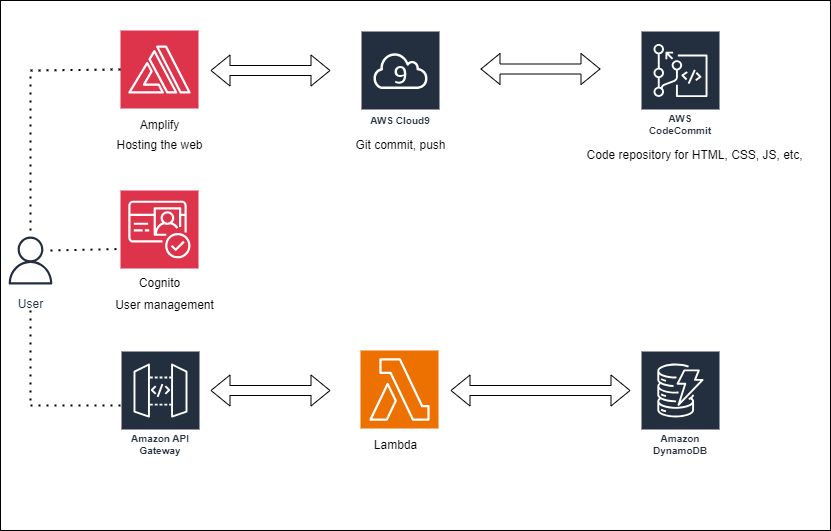 Amplify
Hosting the web
9
AWS Cloud9
Git commit, push
</>
AWS
CodeCommit
Code repository for HTML, CSS, JS, etc,
Cognito
User management
User
</>
Amazon API
Gateway
Lambda
Amazon
DynamoDB